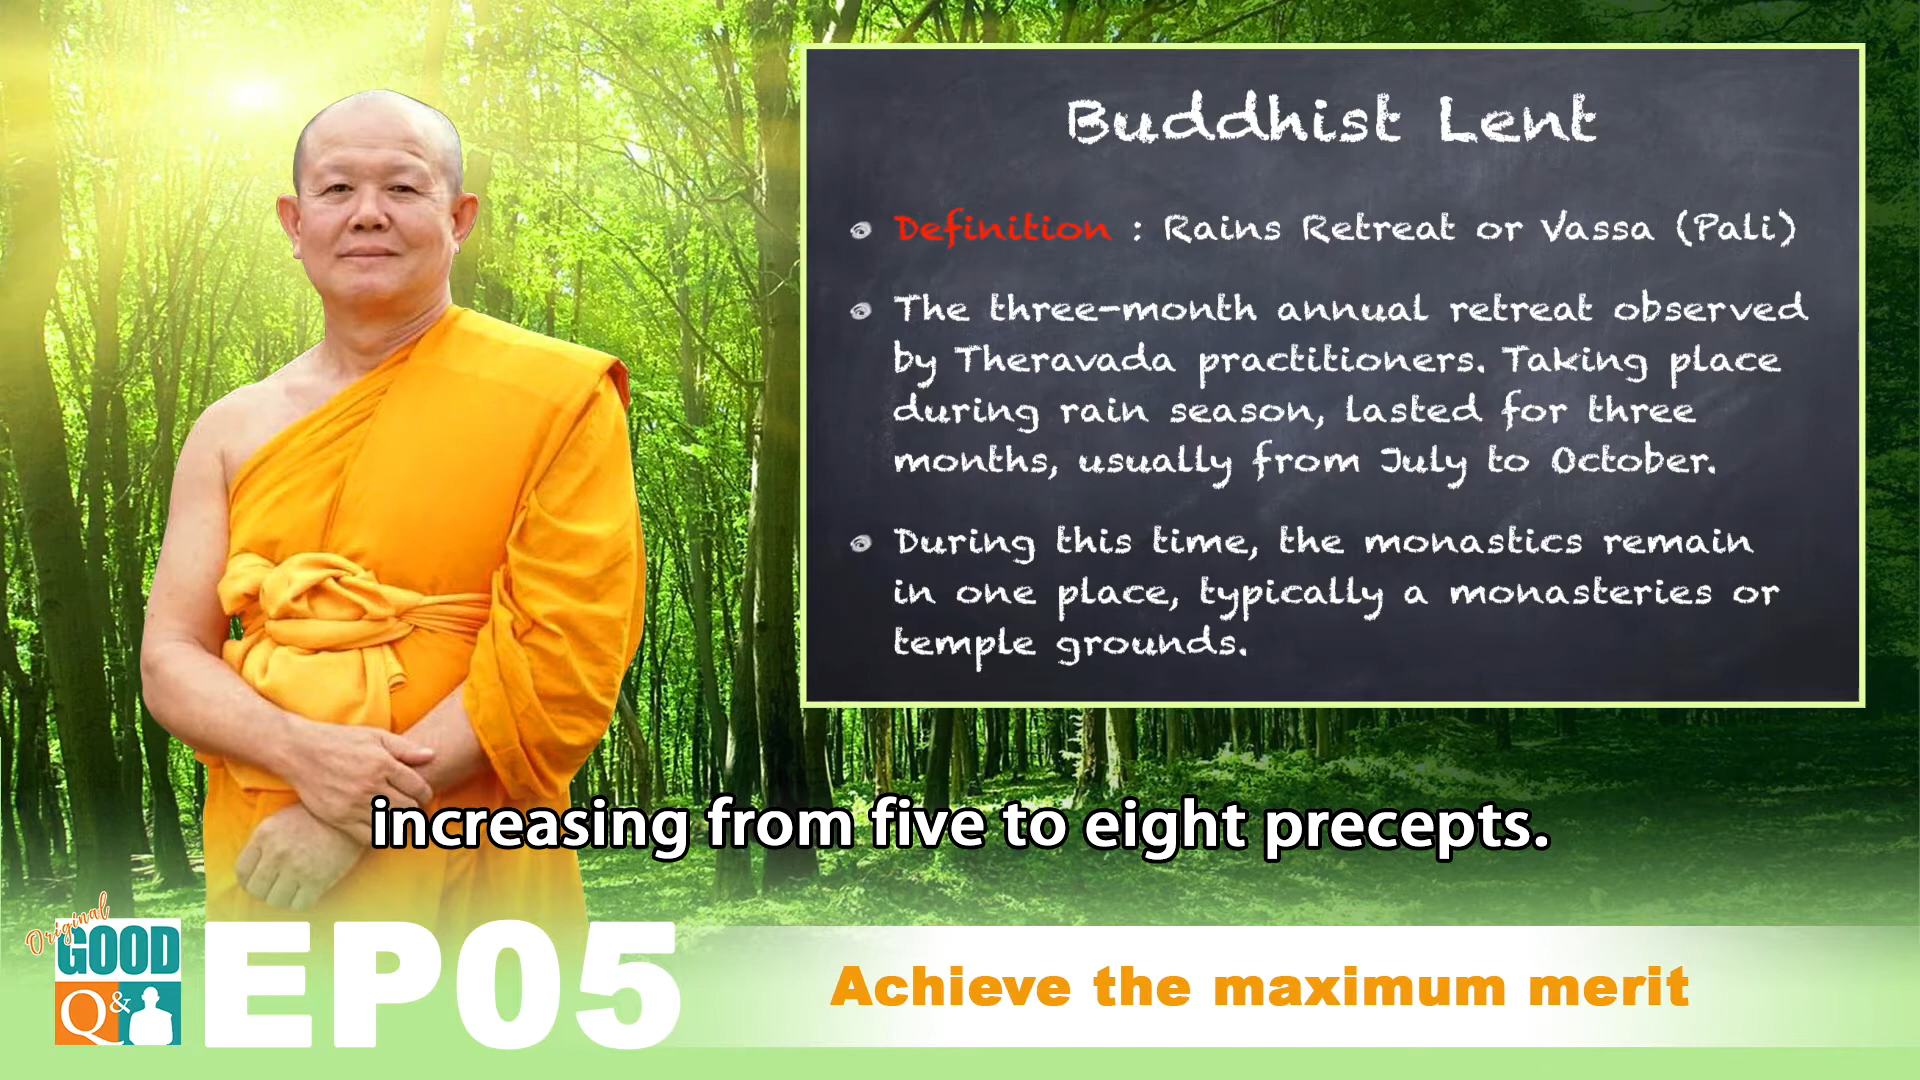 Buddhist Lent
Definition : Rains Retreat or Vassa (Pali)
The three-month annual retreat observed
by Theravada practitioners. Taking place
during rain season, lasted for three
months, usually from July to October.
During this time, the monastics remain
in one place, typically a monasteries or
temple grounds.
increasing from five to eight precepts.
Original
GOOD
Q&
EP05
Achieve the maximum merit